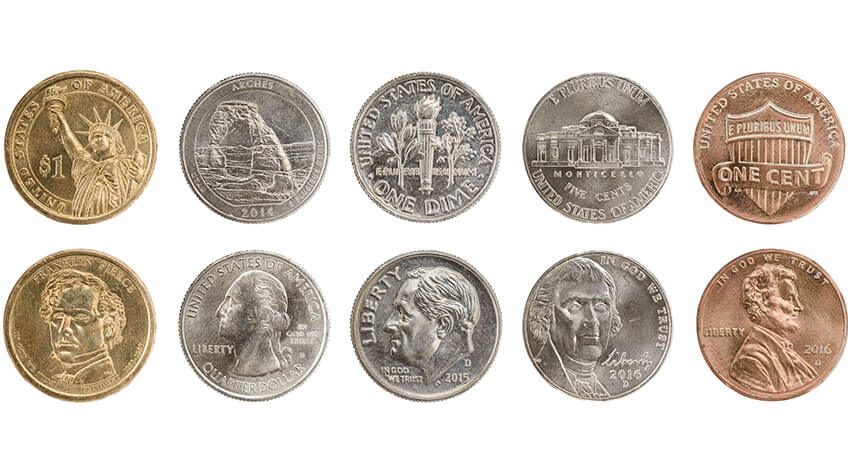 UNITED STATES OF AMERICA
$1
ARCHES
2014
UNITED STATES OF AMERICA
E PLURIBUS UNUM
ONE DIME
E PLURIBUS UNUM
MONTICELLO
FIVE CENTS
UNITED STATES OF AMERICA
UNITED STATES OF AMERICA
E PLURIBUS UNUM
ONE CENT
FRANKLIN PIERCE
UNITED STATES OF AMERICA
LIBERTY
IN GOD WE TRUST
QUARTER DOLLAR
LIBERTY
IN GOD WE TRUST
D
2015
IN GOD WE TRUST
Liberty
2016
D
IN GOD WE TRUST
LIBERTY
2016
D